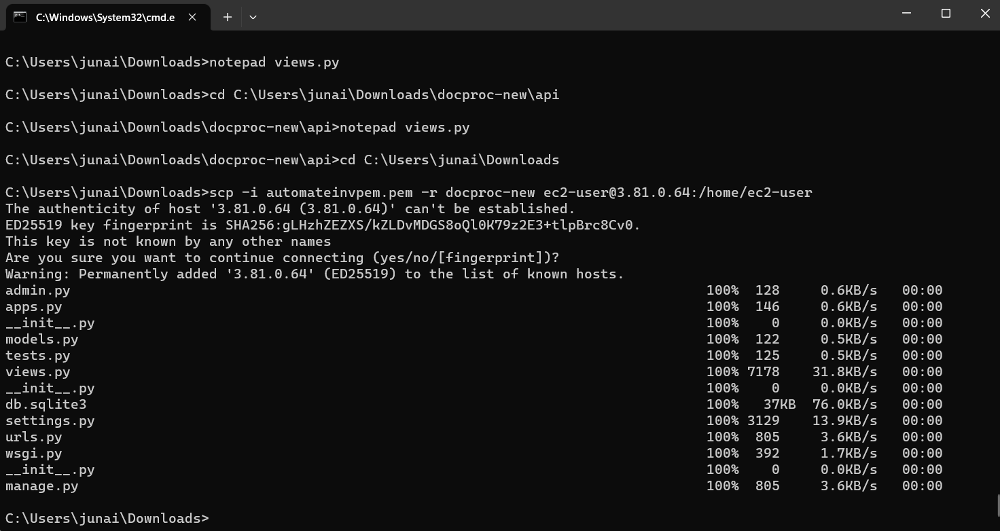 C:\Windows\System32\cmd.e
C:\Users\junai\Downloads>notepad views.py
C:\Users\junai\Downloads>cd C:\Users\junai\Downloads\docproc-new\api
C:\Users\junai\Downloads\docproc-new\api>notepad views.py
C:\Users\junai\Downloads\docproc-new\api>cd C:\Users\junai\Downloads
C:\Users\junai\Downloads>scp -i automateinvpem.pem -r docproc-new ec2-user@3.81.0.64:/home/ec2-user
The authenticity of host '3.81.0.64 (3.81.0.64)' can't be established.
ED25519 key fingerprint is SHA256:gLHzhZEZXS/kZLDvMDGS8oQl0K79z2E3+tlpBrc8Cv0.
This key is not known by any other names
Are you sure you want to continue connecting (yes/no/[fingerprint])?
Warning: Permanently added '3.81.0.64' (ED25519) to the list of known hosts.
admin.py 100% 128 0.6KB/s 00:00
apps.py 100% 146 0.6KB/s 00:00
__init__.py 100% 0 0.0KB/s 00:00
models.py 100% 122 0.5KB/s 00:00
tests.py 100% 125 0.5KB/s 00:00
views.py 100% 7178 31.8KB/s 00:00
__init__.py 100% 0 0.0KB/s 00:00
db.sqlite3 100% 37KB 76.0KB/s 00:00
settings.py 100% 3129 13.9KB/s 00:00
urls.py 100% 805 3.6KB/s 00:00
wsgi.py 100% 392 1.7KB/s 00:00
__init__.py 100% 0 0.0KB/s 00:00
manage.py 100% 805 3.6KB/s 00:00
C:\Users\junai\Downloads>